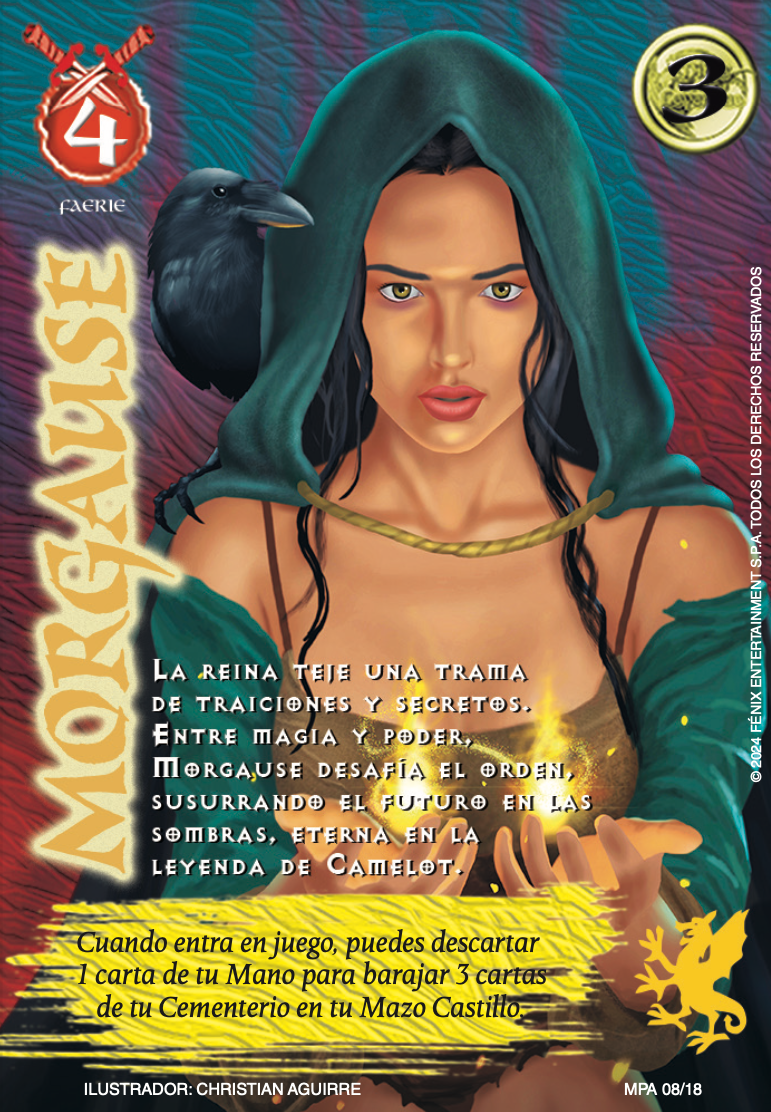 4
3
FAERIE
MORGAUSE
La reina teje una trama
de traiciones y secretos.
Entre magia y poder,
Morgause desafía el orden,
susurrando el futuro en las
sombras, eterna en la
leyenda de Camelot.
Cuando entra en juego, puedes descartar
1 carta de tu Mano para barajar 3 cartas
de tu Cementerio en tu Mazo Castillo.
© 2024 FÉNIX ENTERTAINMENT S.P.A. TODOS LOS DERECHOS RESERVADOS
ILUSTRADOR: CHRISTIAN AGUIRRE
MPA 08/18